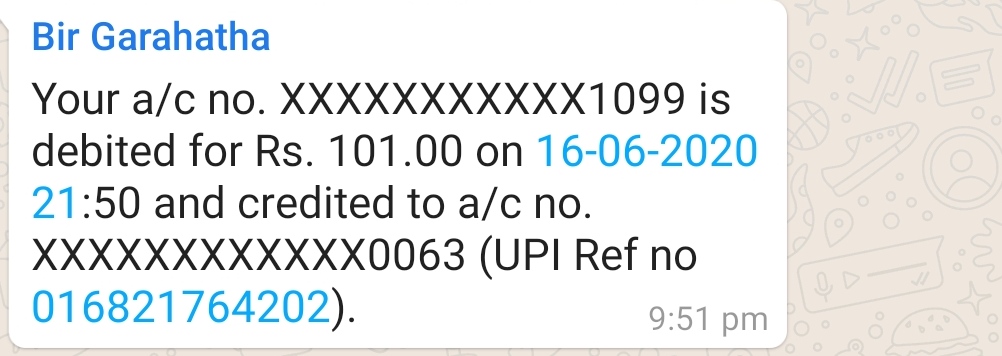 Bir Garahatha
Your a/c no. XXXXXXXXXXX1099 is
debited for Rs. 101.00 on 16-06-2020
21:50 and credited to a/c no.
XXXXXXXXXXXX0063 (UPI Ref no
016821764202).
9:51 pm